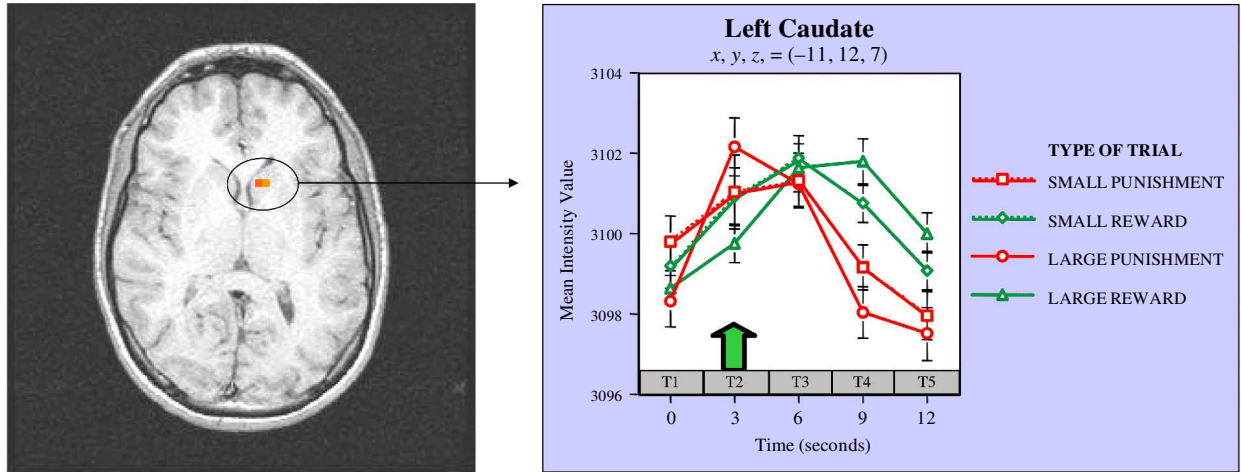 Left Caudate
x, y, z, = (–11, 12, 7)
3104
3102
3100
3098
3096
Mean Intensity Value
T1 T2 T3 T4 T5
0 3 6 9 12
Time (seconds)
TYPE OF TRIAL
SMALL PUNISHMENT
SMALL REWARD
LARGE PUNISHMENT
LARGE REWARD